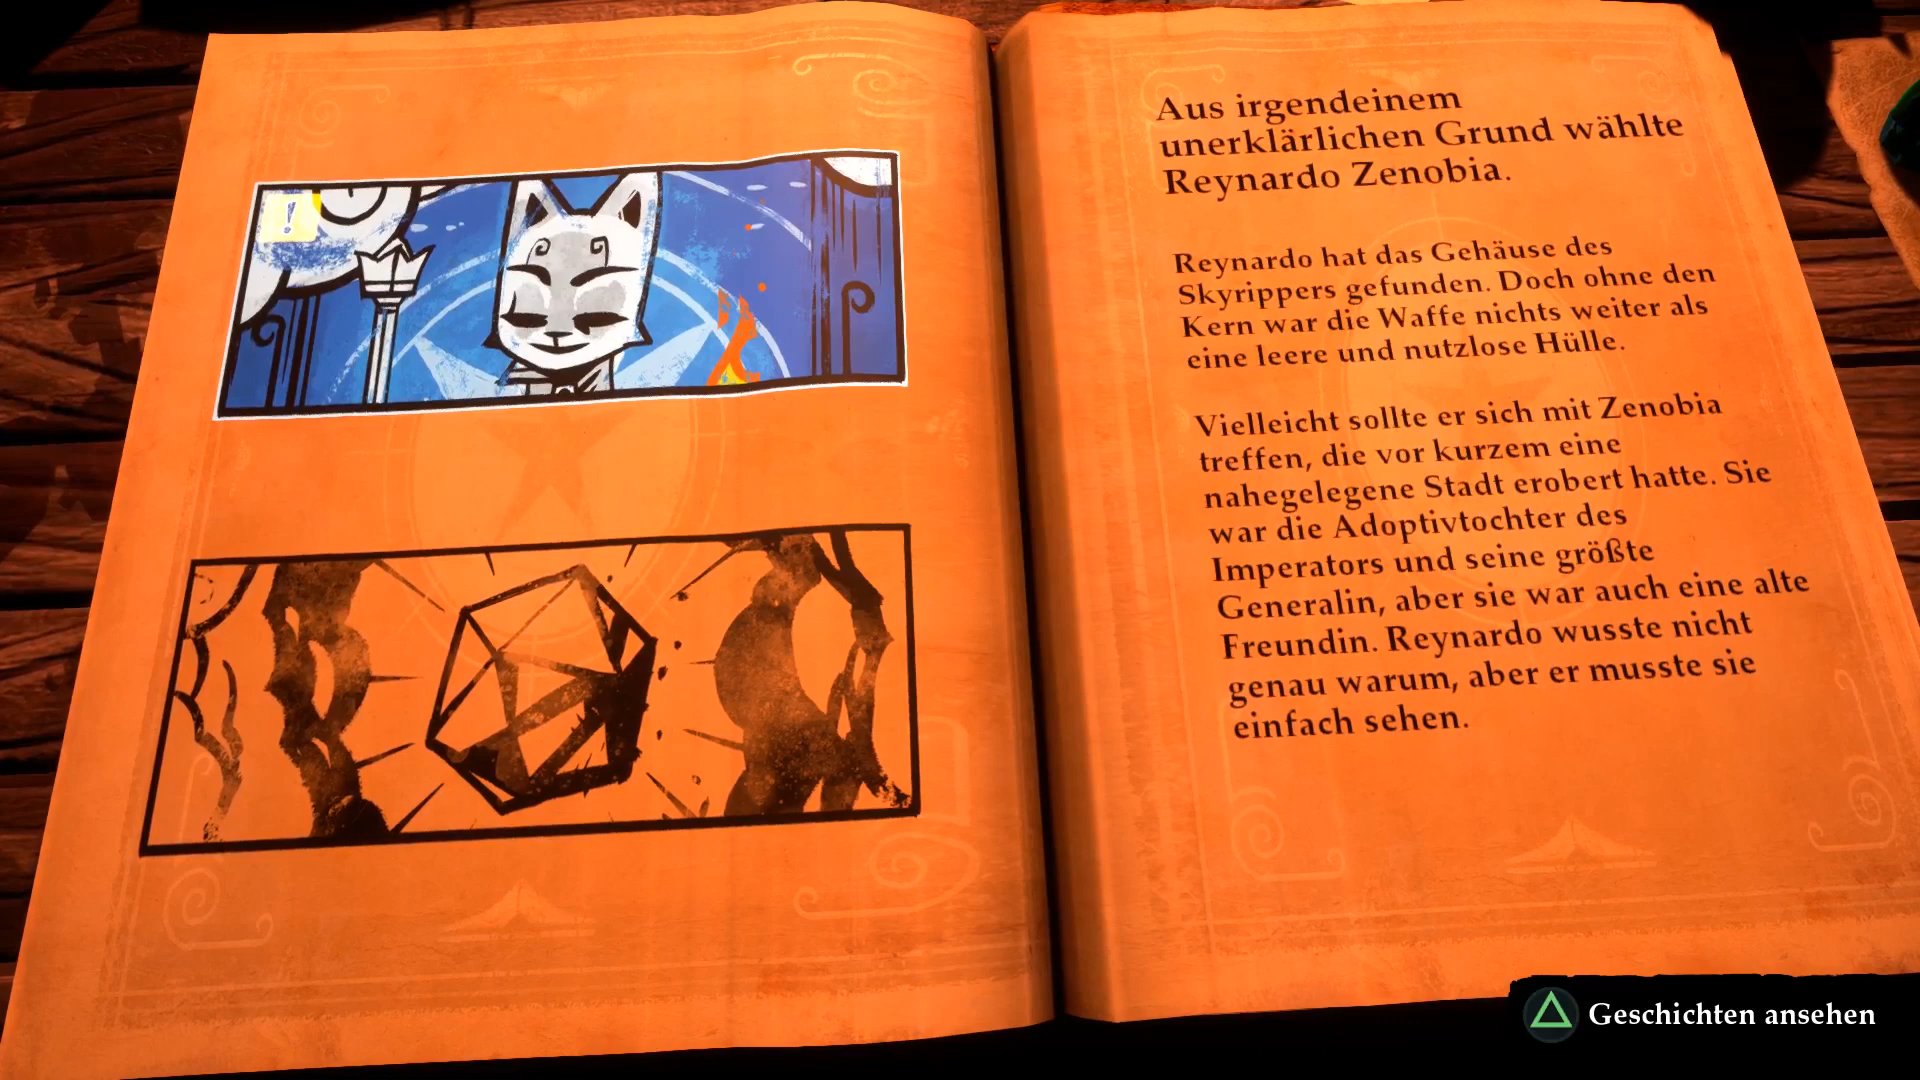 !
Aus irgendeinem
unerklärlichen Grund wählte
Reynardo Zenobia.
Reynardo hat das Gehäuse des
Skyrippers gefunden. Doch ohne den
Kern war die Waffe nichts weiter als
eine leere und nutzlose Hülle.
Vielleicht sollte er sich mit Zenobia
treffen, die vor kurzem eine
nahegelegene Stadt erobert hatte. Sie
war die Adoptivtochter des
Imperators und seine größte
Generalin, aber sie war auch eine alte
Freundin. Reynardo wusste nicht
genau warum, aber er musste sie
einfach sehen.
Geschichten ansehen